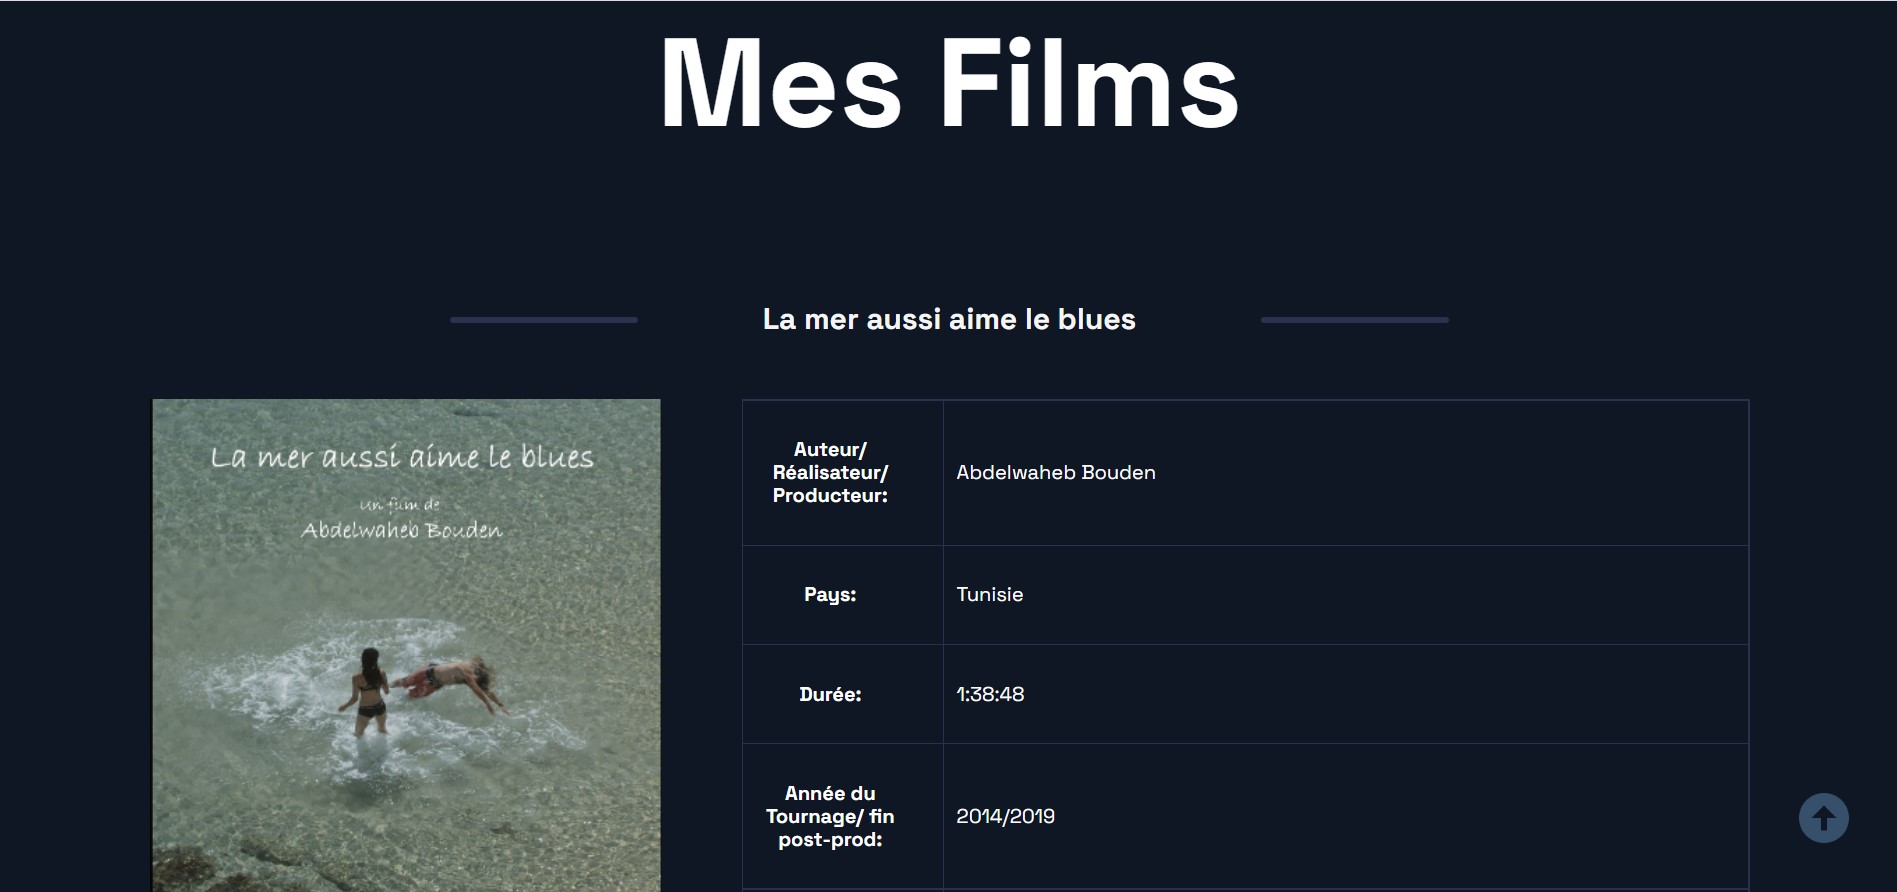 Mes Films
La mer aussi aime le blues
La mer aussi aime le blues
un film de
Abdelwaheb Bouden
Auteur/
Réalisateur/
Producteur:
Abdelwaheb Bouden
Pays:
Tunisie
Durée:
1:38:48
Année du
Tournage/ fin
post-prod:
2014/2019